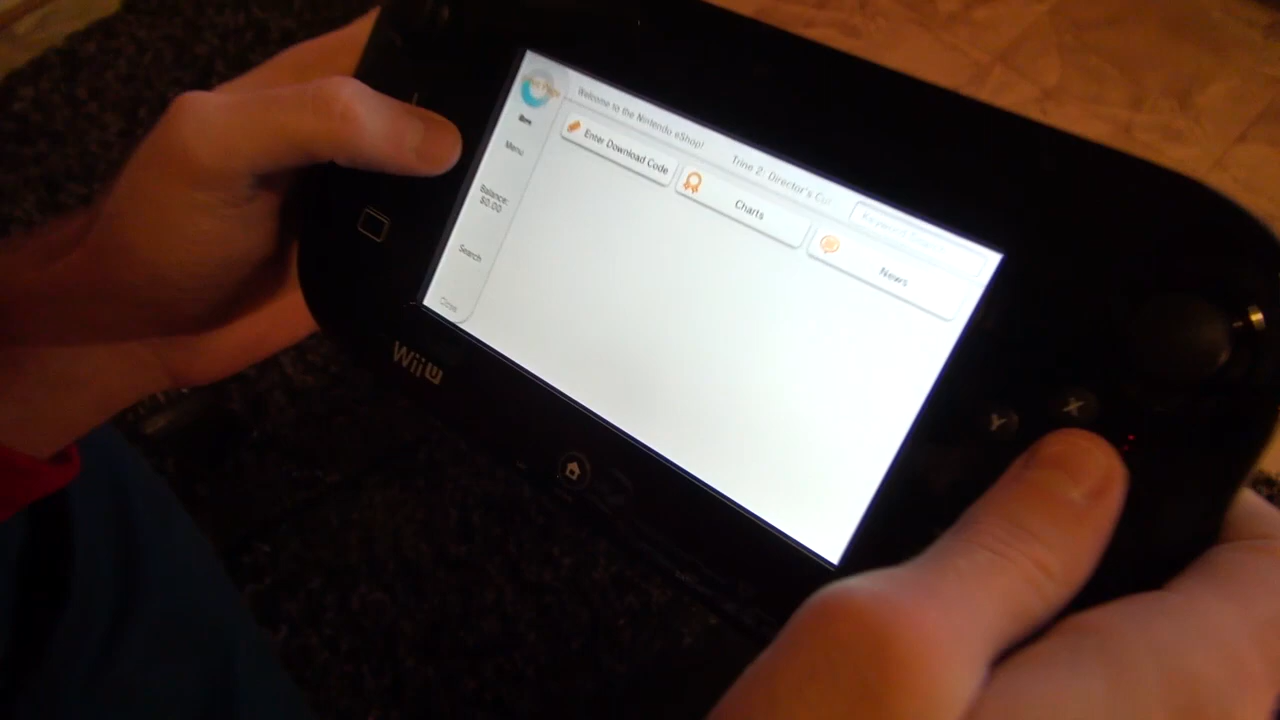 Welcome to the Nintendo eShop!
Trine 2: Director's Cut
Enter Download Code
Charts
News
Menu
Balance:
$0.00
Search
Close
Wii U
Y
X